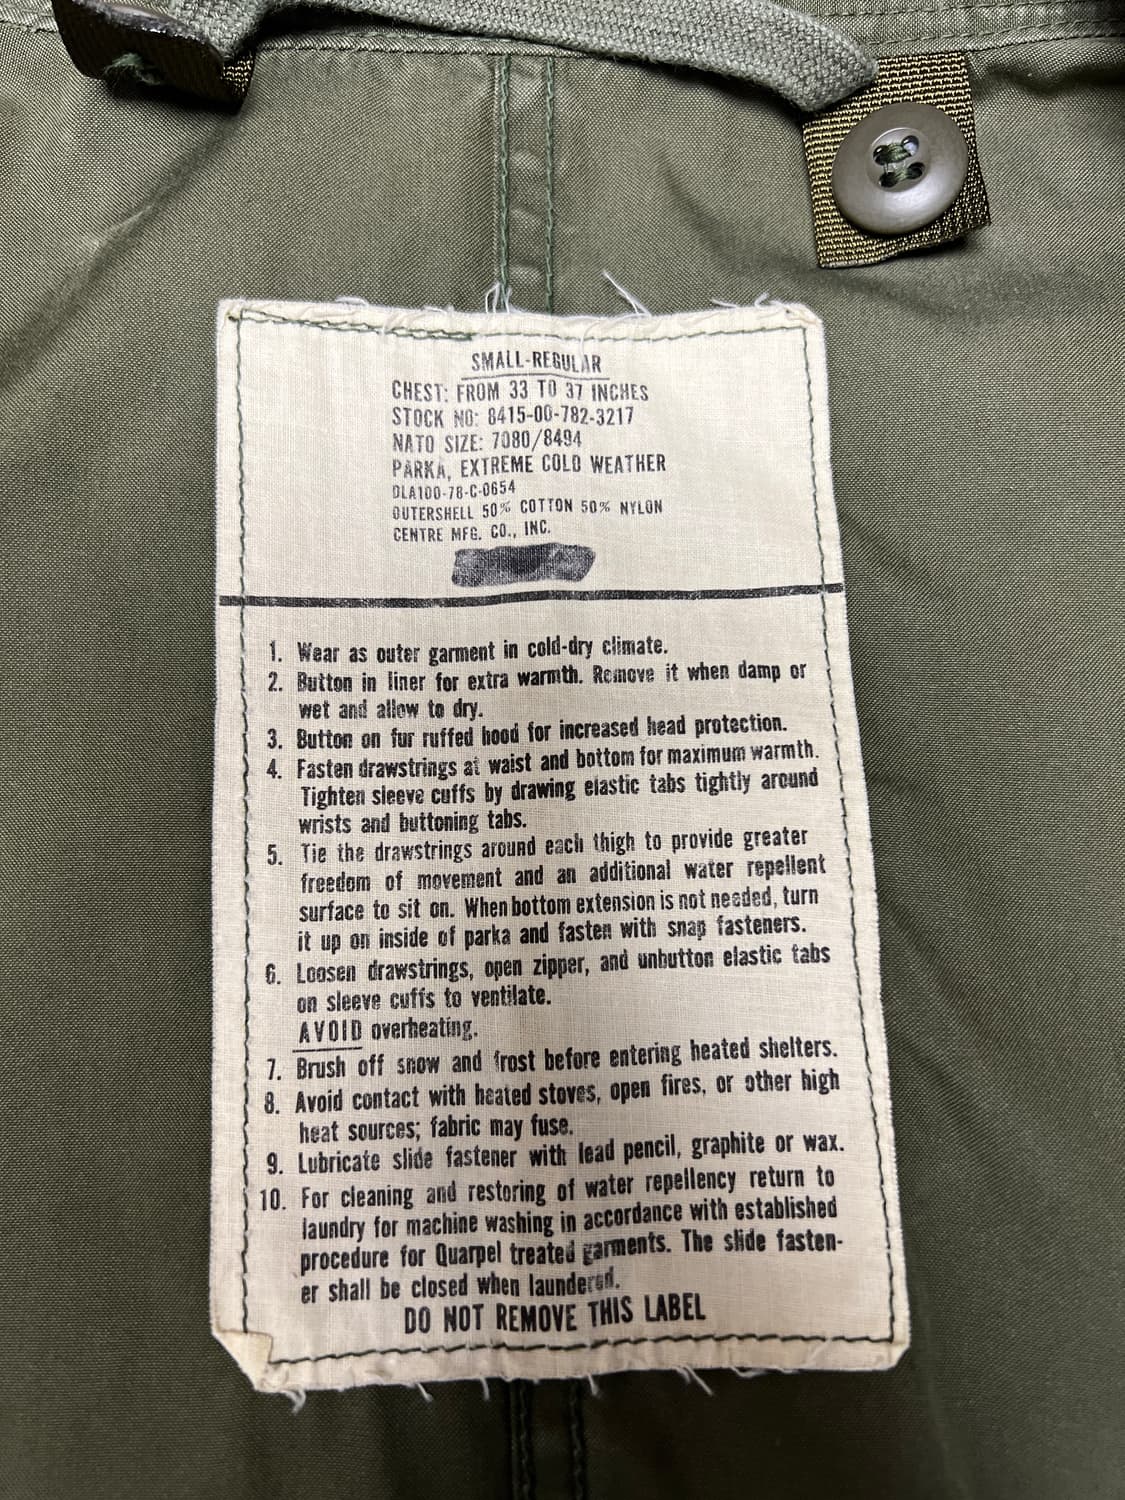 SMALL-REGULAR
CHEST: FROM 33 TO 37 INCHES
STOCK NO: 8415-00-782-3217
NATO SIZE: 7080/8494
PARKA, EXTREME COLD WEATHER
DLA100-78-C-0654
OUTERSHELL 50% COTTON 50% NYLON
CENTRE MFG. CO., INC.
1. Wear as outer garment in cold-dry climate.
2. Button in liner for extra warmth. Remove it when damp or
wet and allow to dry.
3. Button on fur ruffed hood for increased head protection.
4. Fasten drawstrings at waist and bottom for maximum warmth.
Tighten sleeve cuffs by drawing elastic tabs tightly around
wrists and buttoning tabs.
5. Tie the drawstrings around each thigh to provide greater
freedom of movement and an additional water repellent
surface to sit on. When bottom extension is not needed, turn
it up on inside of parka and fasten with snap fasteners.
6. Loosen drawstrings, open zipper, and unbutton elastic tabs
on sleeve cuffs to ventilate.
AVOID overheating.
7. Brush off snow and frost before entering heated shelters.
8. Avoid contact with heated stoves, open fires, or other high
heat sources; fabric may fuse.
9. Lubricate slide fastener with lead pencil, graphite or wax.
10. For cleaning and restoring of water repellency return to
laundry for machine washing in accordance with established
procedure for Quarpel treated garments. The slide fasten-
er shall be closed when laundered.
DO NOT REMOVE THIS LABEL